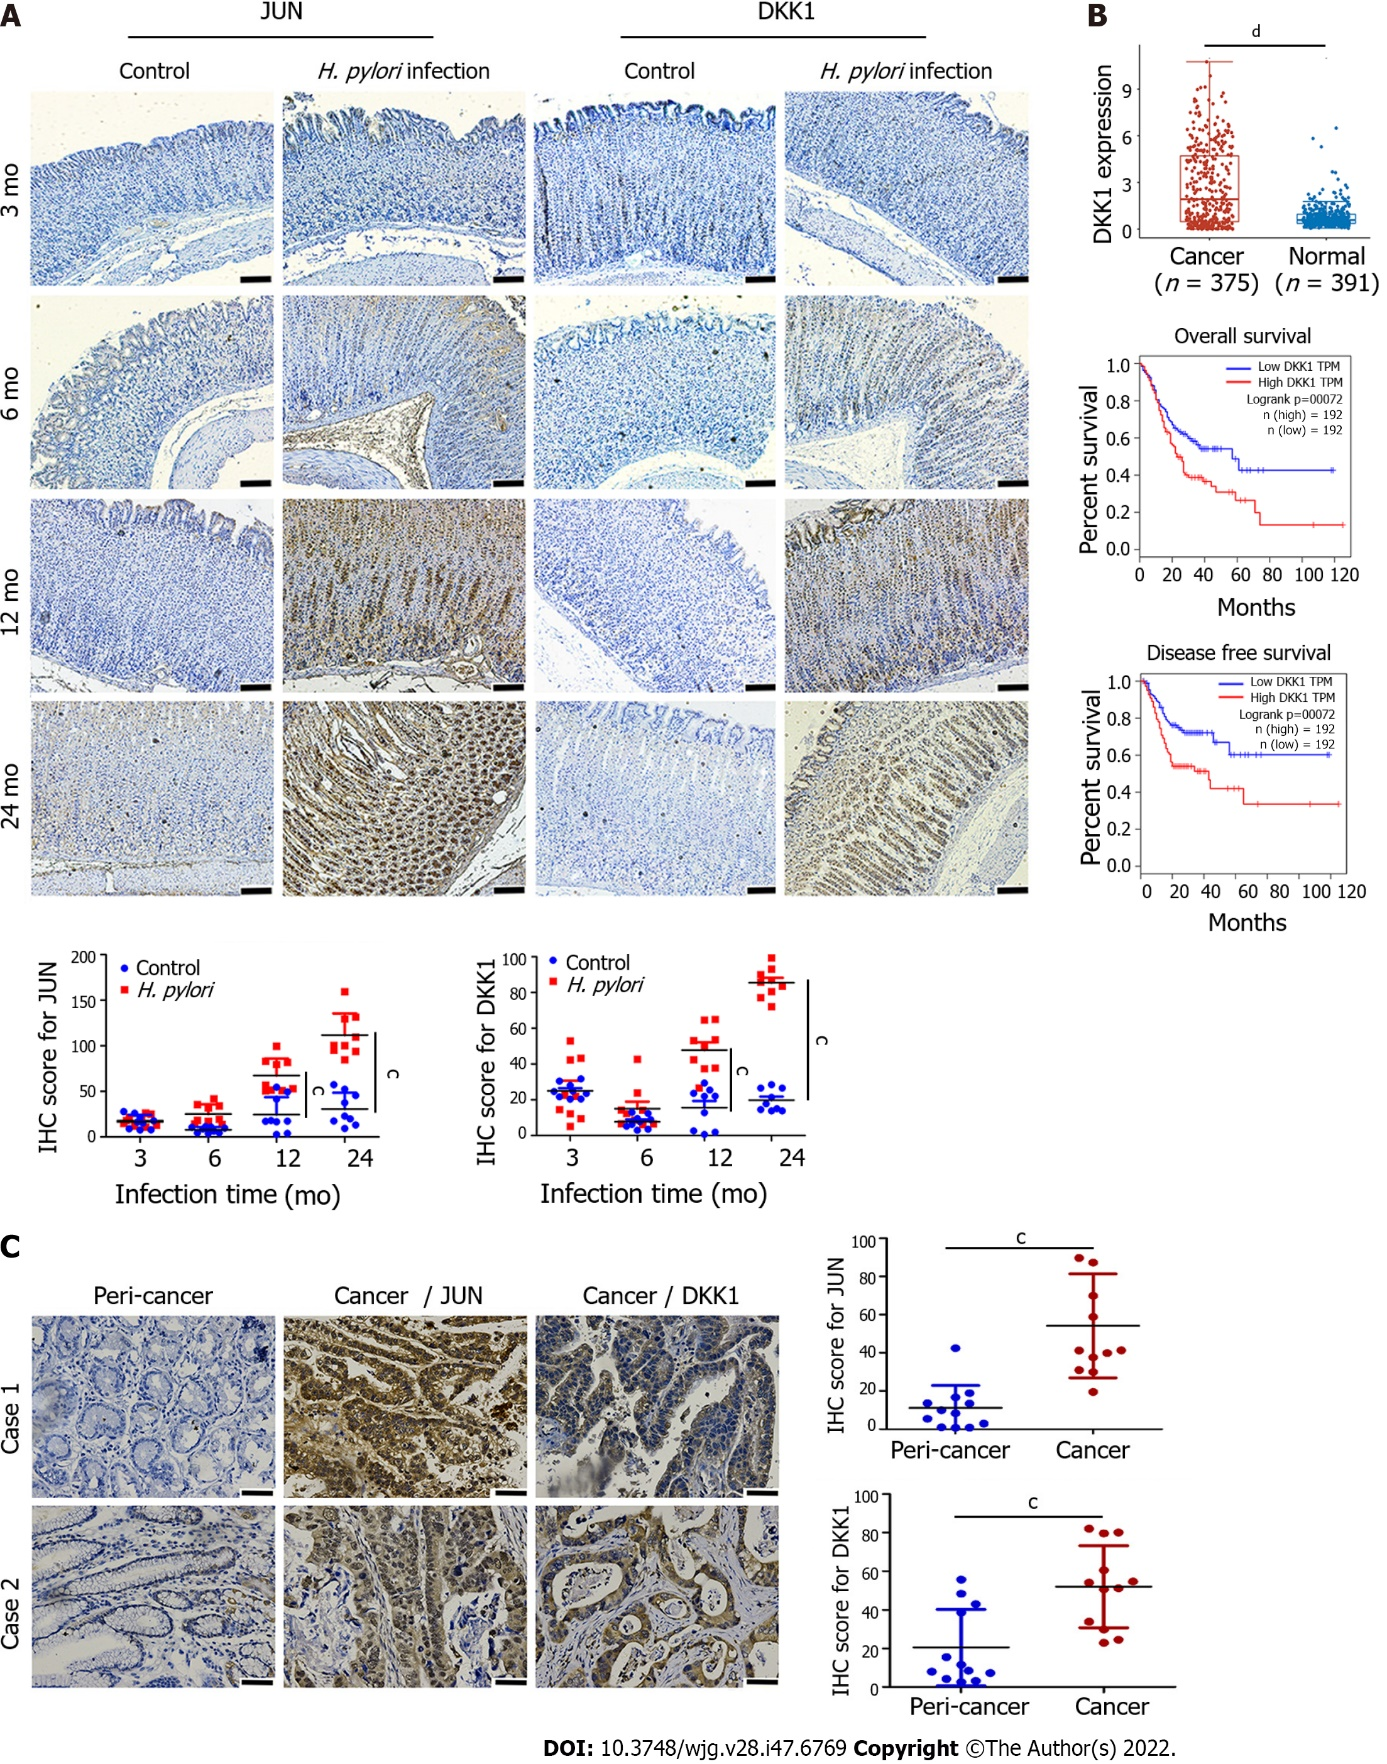 A
JUN
DKK1
Control
H. pylori infection
Control
H. pylori infection
3 mo
6 mo
12 mo
24 mo
200
150
100
50
0
IHC score for JUN
Control
H. pylori
c
c
3 6 12 24
Infection time (mo)
100
80
60
40
20
0
IHC score for DKK1
Control
H. pylori
c
c
3 6 12 24
Infection time (mo)
B
d
DKK1 expression
9
6
3
0
Cancer Normal
(n = 375) (n = 391)
Overall survival
Percent survival
1.0
0.8
0.6
0.4
0.2
0.0
Low DKK1 TPM
High DKK1 TPM
Logrank p=00072
n (high) = 192
n (low) = 192
0 20 40 60 80 100 120
Months
Disease free survival
Percent survival
1.0
0.8
0.6
0.4
0.2
0.0
Low DKK1 TPM
High DKK1 TPM
Logrank p=00072
n (high) = 192
n (low) = 192
0 20 40 60 80 100 120
Months
C
Peri-cancer
Cancer / JUN
Cancer / DKK1
Case 1
Case 2
IHC score for JUN
100
80
60
40
20
0
c
Peri-cancer Cancer
IHC score for DKK1
100
80
60
40
20
0
c
Peri-cancer Cancer
DOI: 10.3748/wjg.v28.i47.6769 Copyright ©The Author(s) 2022.